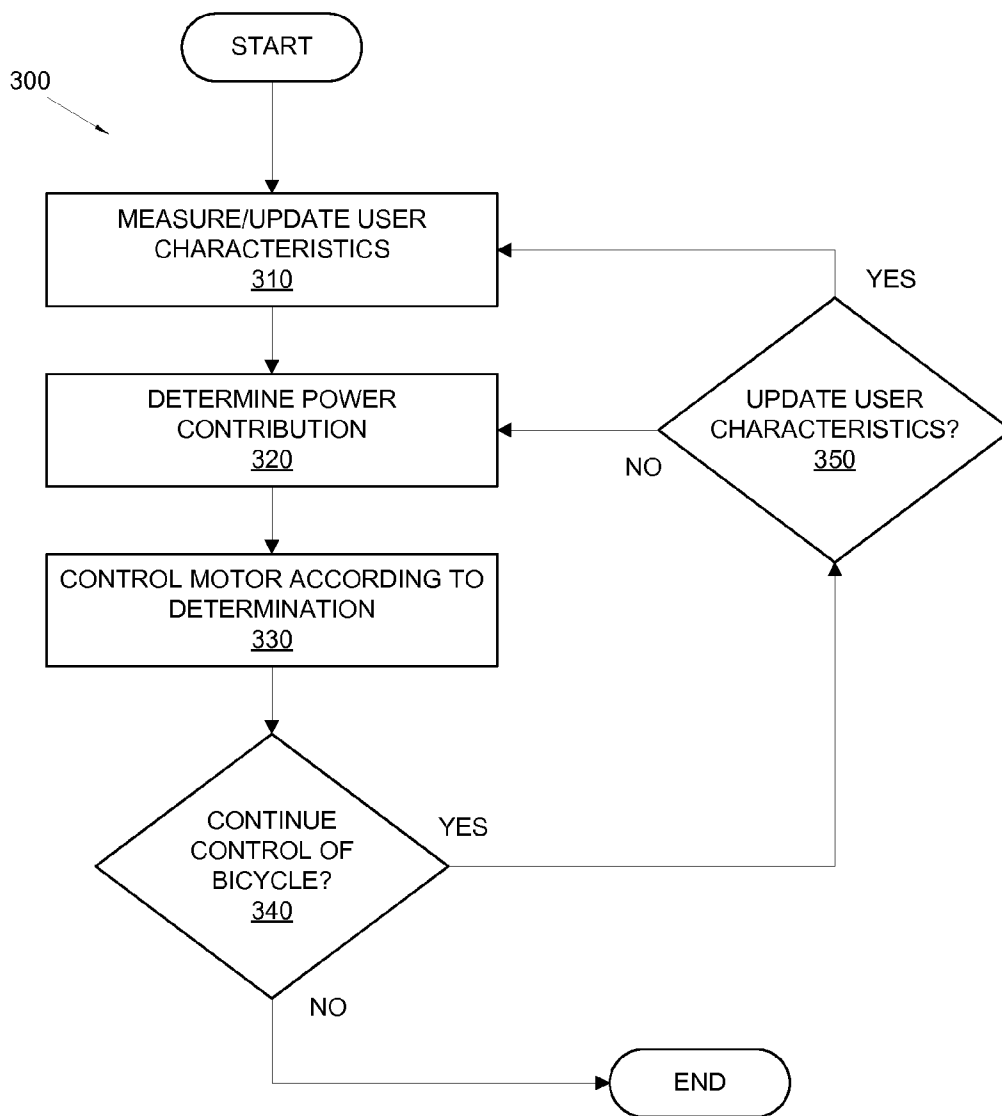 START
300
MEASURE/UPDATE USER
CHARACTERISTICS
310
YES
DETERMINE POWER
CONTRIBUTION
320
UPDATE USER
CHARACTERISTICS?
350
NO
CONTROL MOTOR ACCORDING TO
DETERMINATION
330
CONTINUE
CONTROL OF
BICYCLE?
340
YES
NO
END